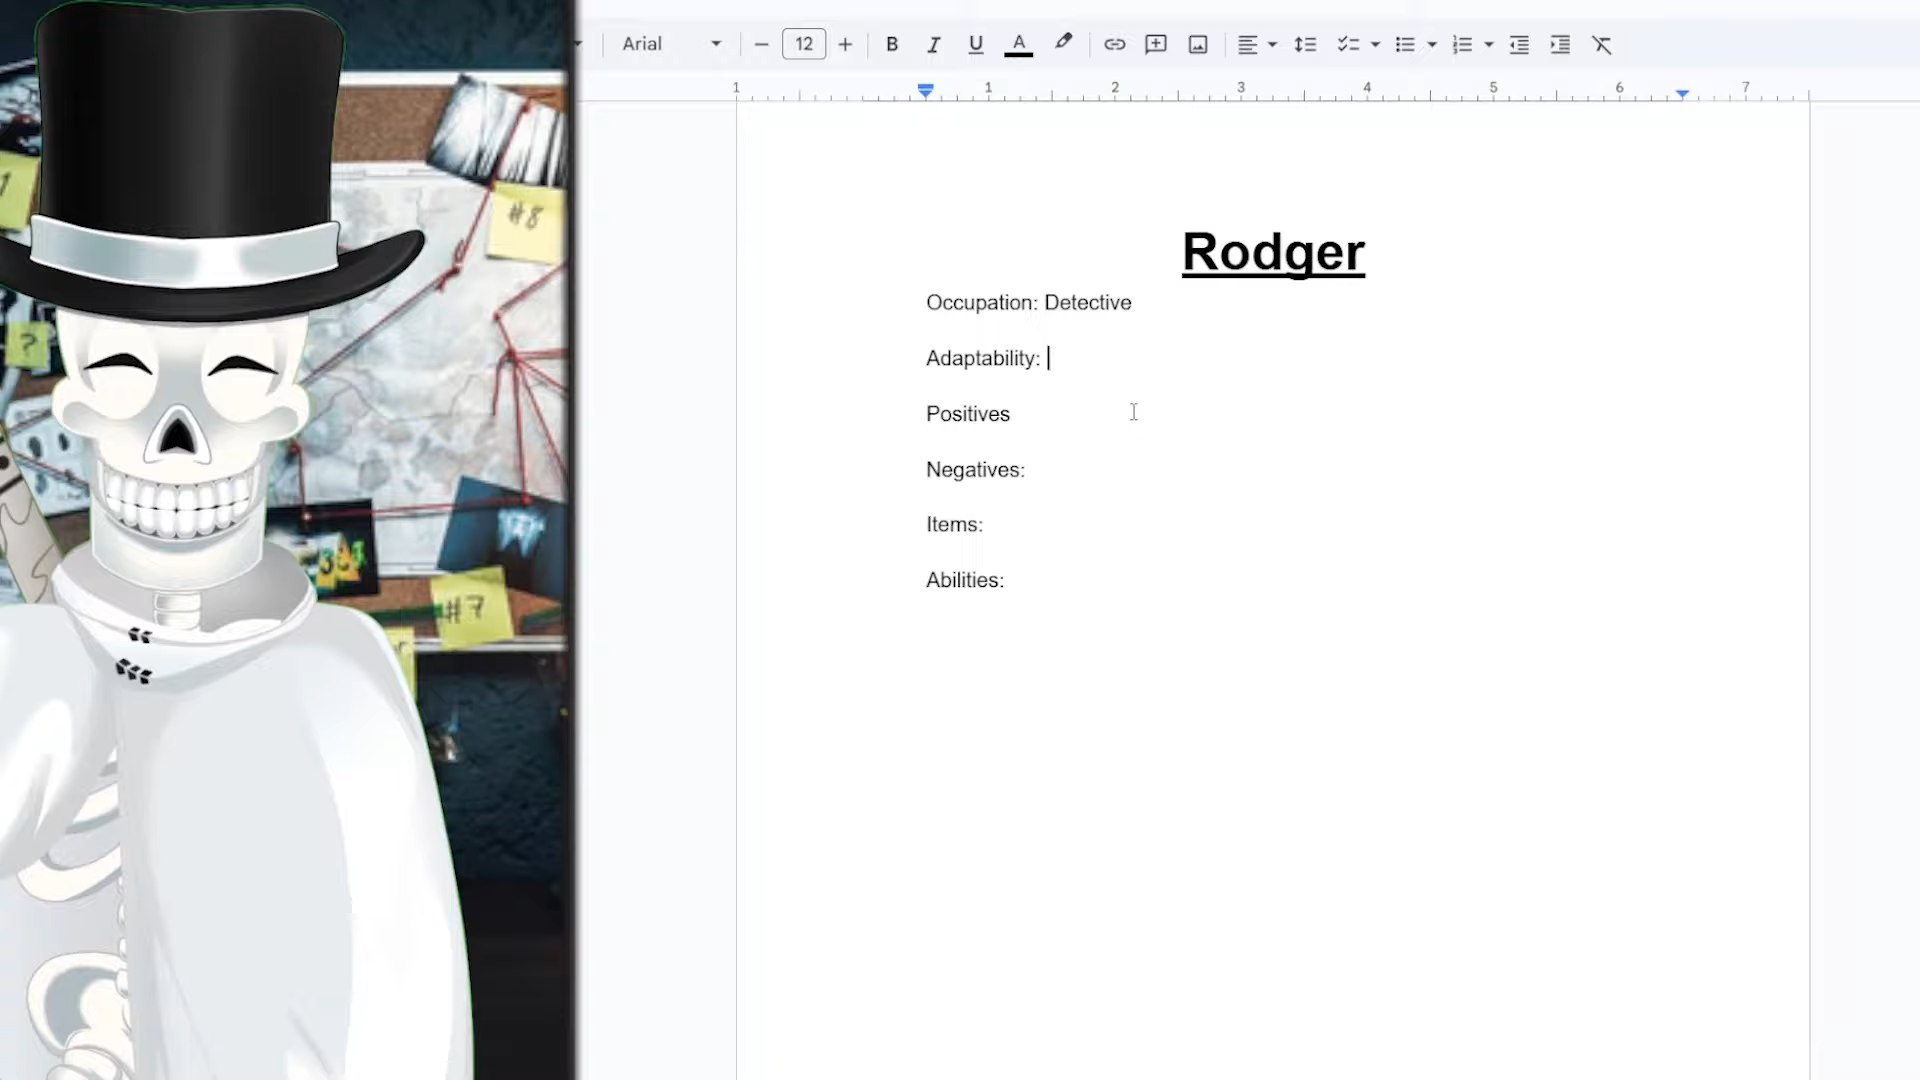 Arial
12
B
I
U
A
1
1
2
3
4
5
6
7
#8
1
?
#7
Rodger
Occupation: Detective
Adaptability:
Positives
Negatives:
Items:
Abilities: